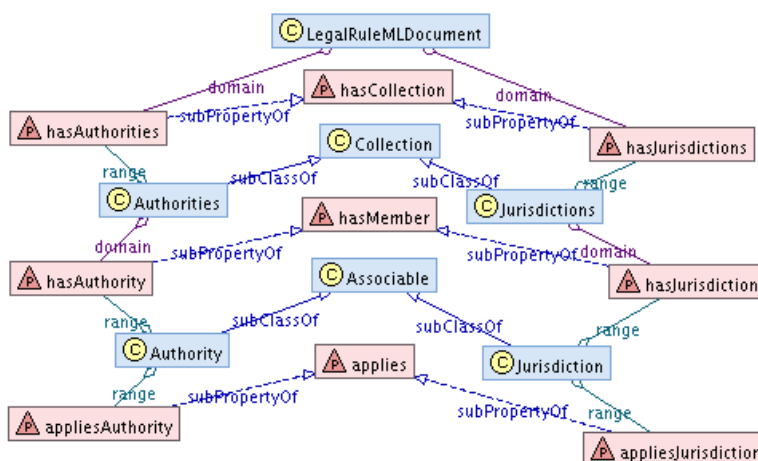 C LegalRuleMLDocument
domain
domain
P hasCollection
P hasAuthorities
subPropertyOf
subPropertyOf
P hasJurisdictions
C Collection
range
subClassOf
subClassOf
range
C Authorities
C Jurisdictions
P hasMember
domain
subPropertyOf
subPropertyOf
domain
P hasAuthority
C Associable
P hasJurisdiction
range
subClassOf
subClassOf
range
C Authority
P applies
C Jurisdiction
range
subPropertyOf
subPropertyOf
range
P appliesAuthority
P appliesJurisdiction